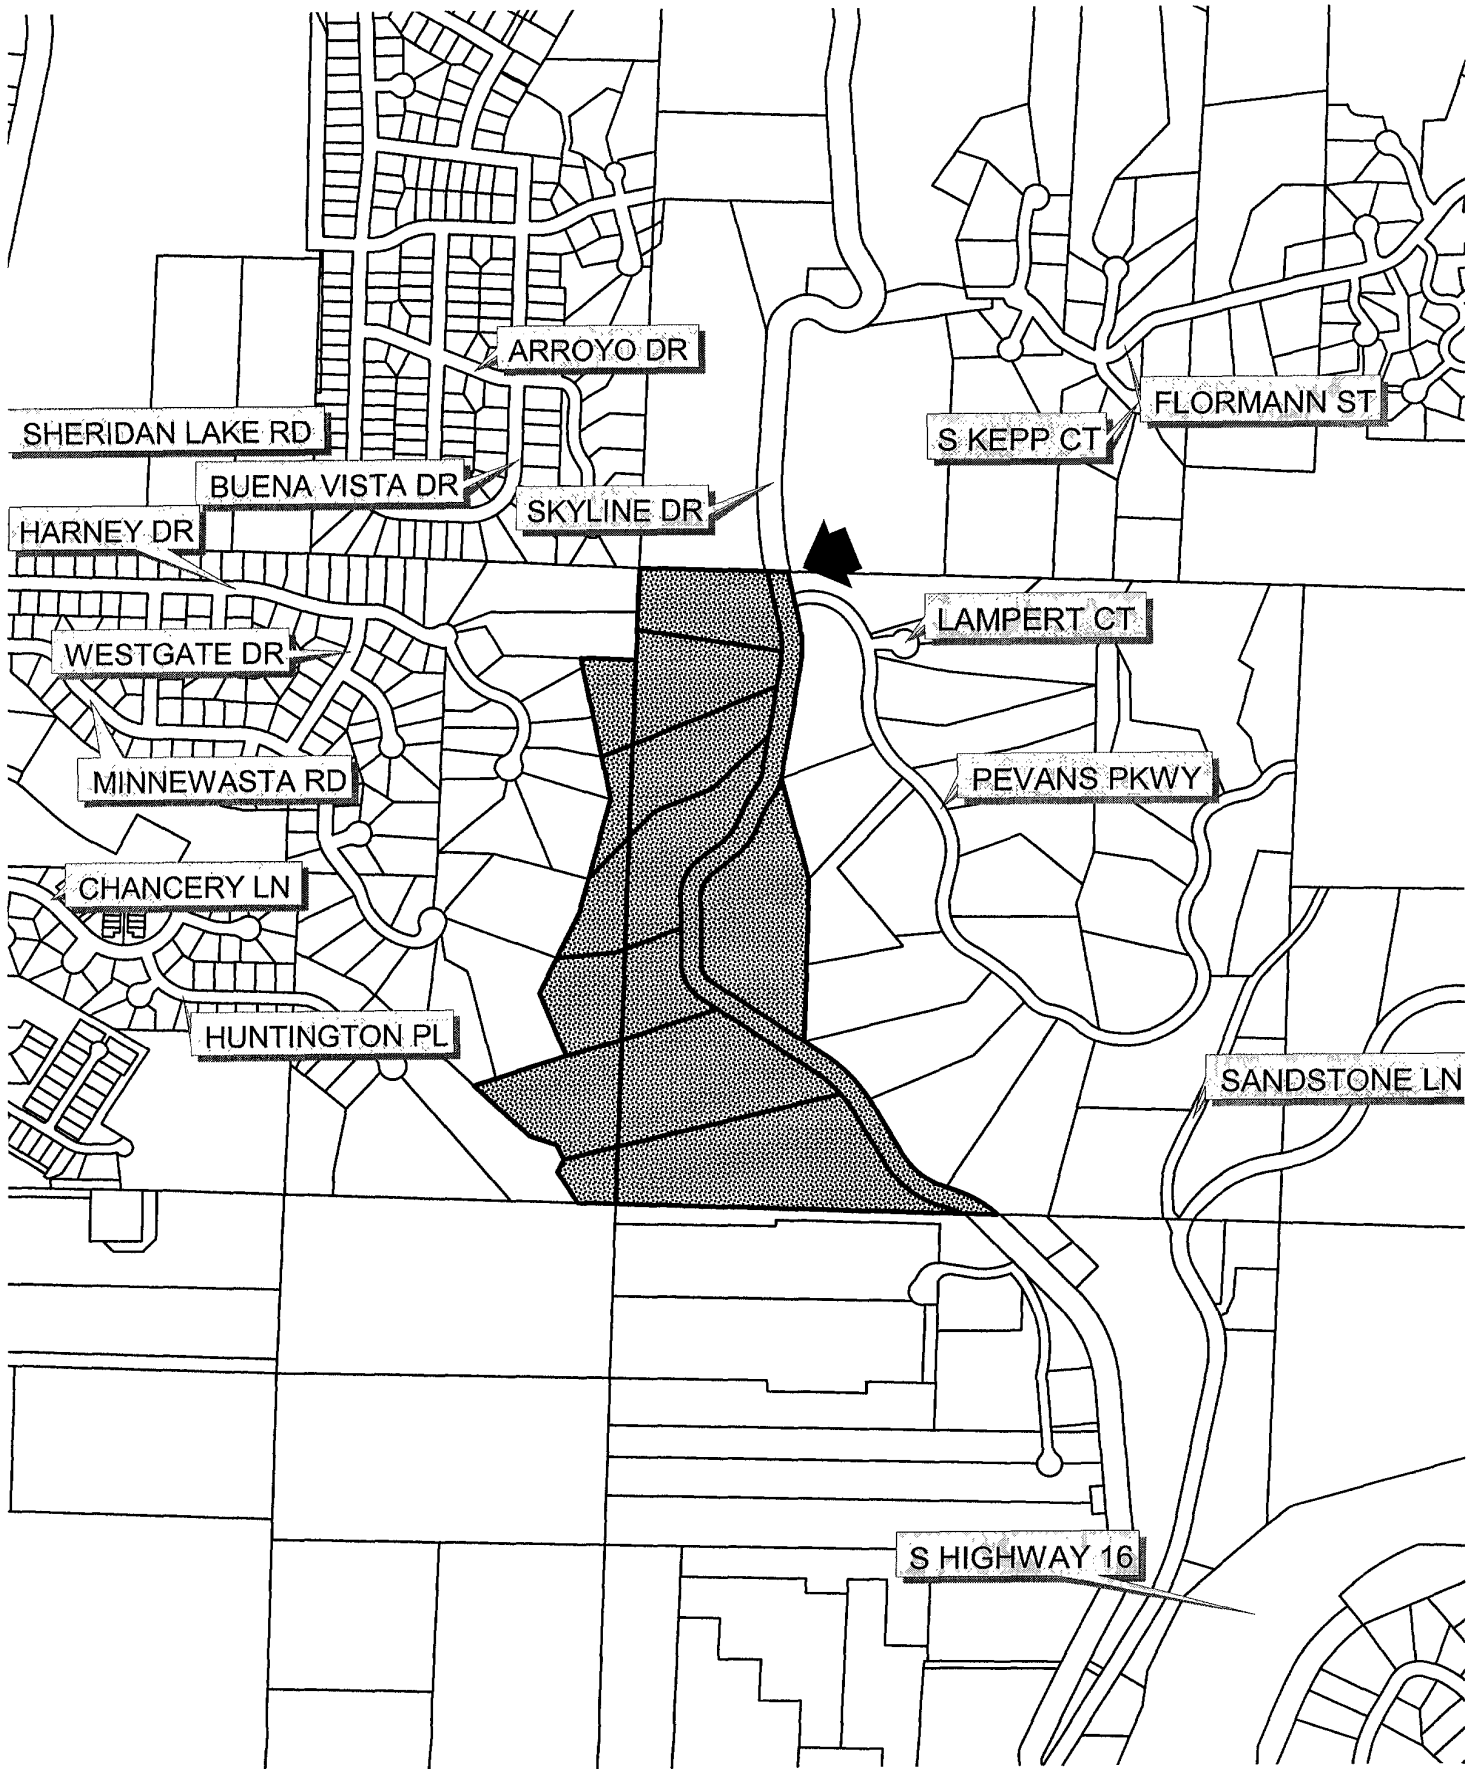 ARROYO DR
FLORMANN ST
SHERIDAN LAKE RD
S KEPP CT
BUENA VISTA DR
SKYLINE DR
HARNEY DR
LAMPERT CT
WESTGATE DR
MINNEWASTA RD
PEVANS PKWY
CHANCERY LN
HUNTINGTON PL
SANDSTONE LN
S HIGHWAY 16